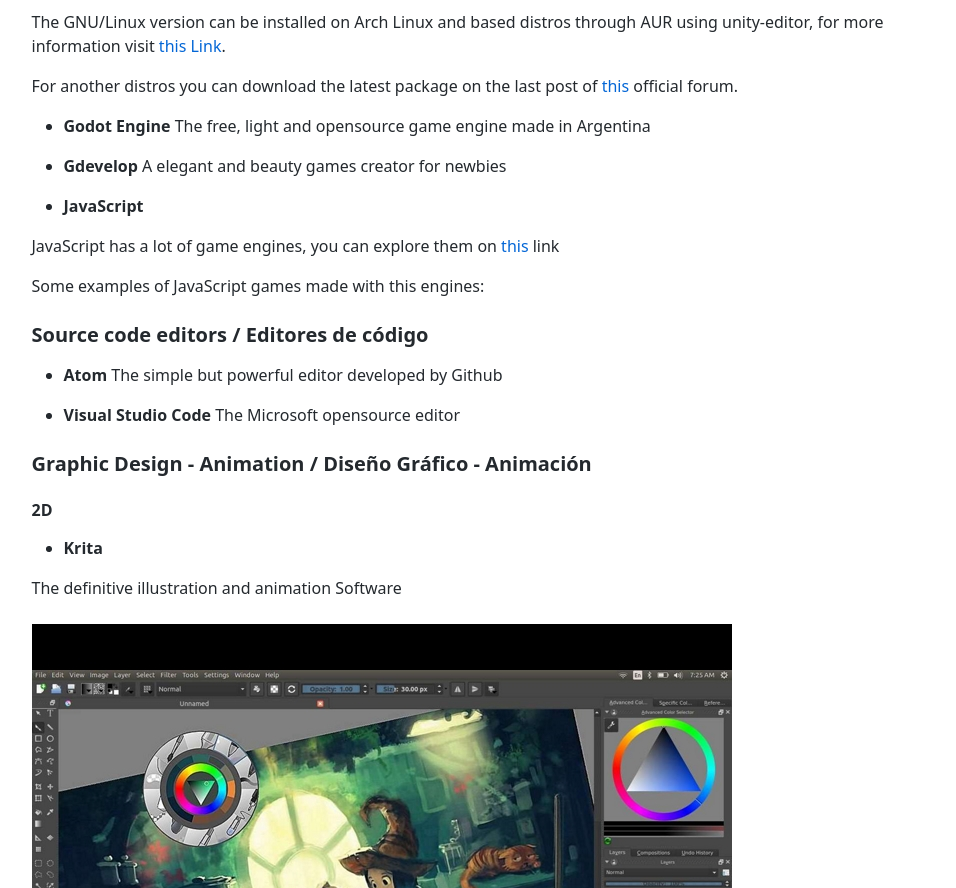 The GNU/Linux version can be installed on Arch Linux and based distros through AUR using unity-editor, for more
information visit this Link.
For another distros you can download the latest package on the last post of this official forum.
Godot Engine The free, light and opensource game engine made in Argentina
Gdevelop A elegant and beauty games creator for newbies
JavaScript
JavaScript has a lot of game engines, you can explore them on this link
Some examples of JavaScript games made with this engines:
Source code editors / Editores de código
Atom The simple but powerful editor developed by Github
Visual Studio Code The Microsoft opensource editor
Graphic Design - Animation / Diseño Gráfico - Animación
2D
Krita
The definitive illustration and animation Software
File Edit View Image Layer Select Filter Tools Settings Window Help En 7:25 AM
Normal Opacity: 1.00 Size: 30.00 px
Unnamed Advanced Col... Specific Col... Refere...
Advanced Color Selector
Layers Compositions Undo History
Layers
Normal